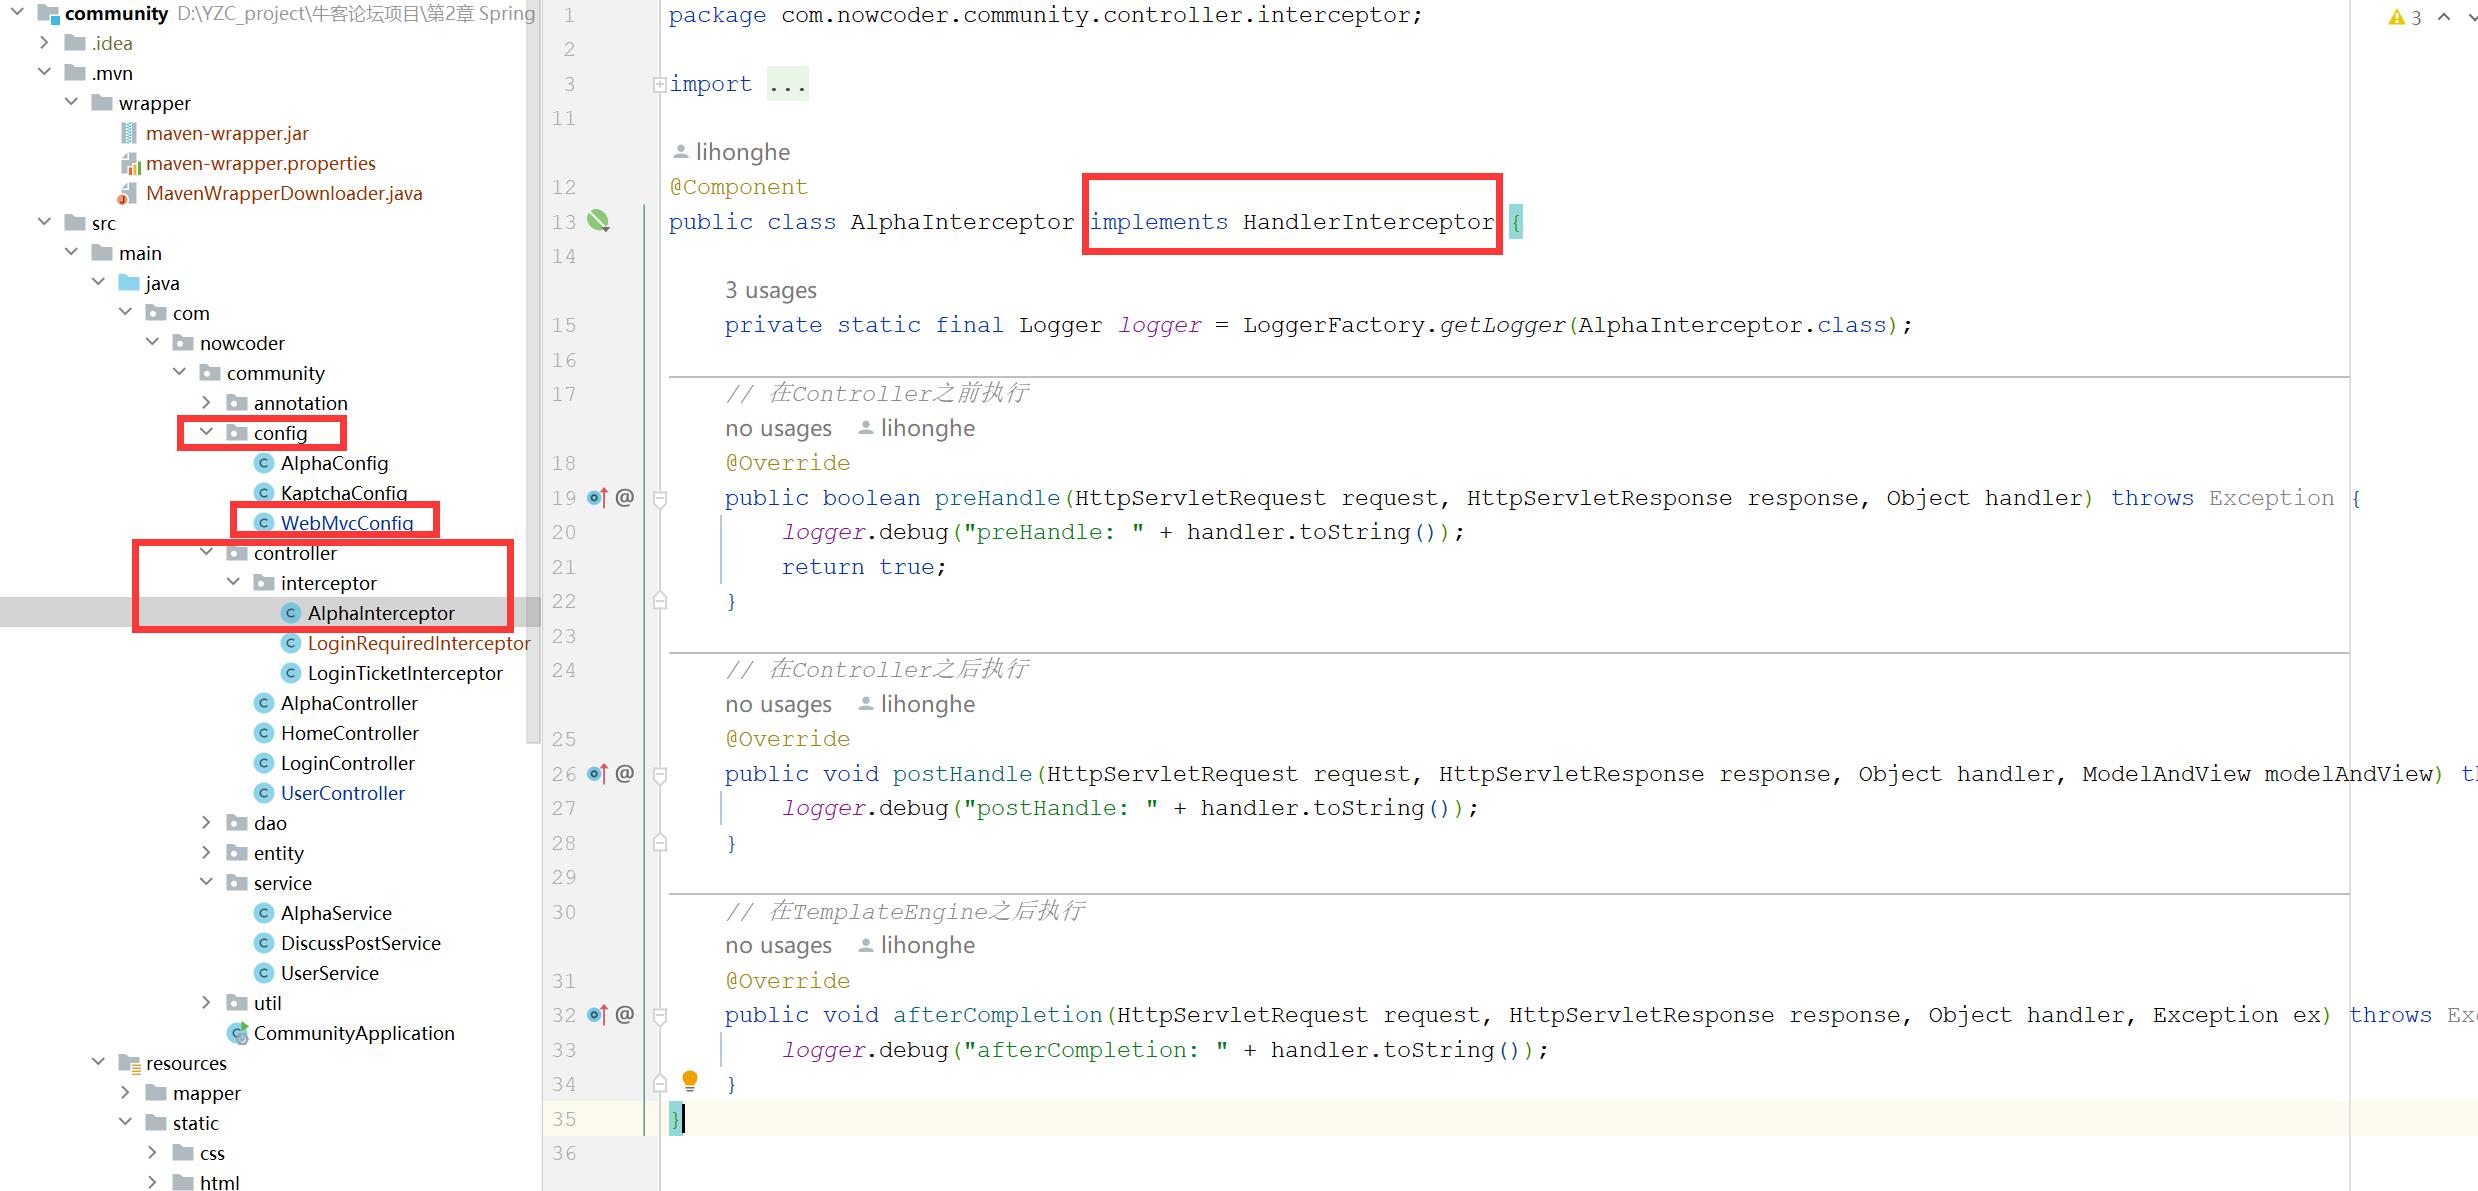 community D:\YZC_project\牛客论坛项目\第2章 Spring
.idea
.mvn
wrapper
maven-wrapper.jar
maven-wrapper.properties
MavenWrapperDownloader.java
src
main
java
com
nowcoder
community
annotation
config
AlphaConfig
KaptchaConfig
WebMvcConfig
controller
interceptor
AlphaInterceptor
LoginRequiredInterceptor
LoginTicketInterceptor
AlphaController
HomeController
LoginController
UserController
dao
entity
service
AlphaService
DiscussPostService
UserService
util
CommunityApplication
resources
mapper
static
css
html
3
1 package com.nowcoder.community.controller.interceptor;
2
3 import ...
11
lihonghe
12 @Component
13 public class AlphaInterceptor implements HandlerInterceptor {
14
3 usages
15 private static final Logger logger = LoggerFactory.getLogger(AlphaInterceptor.class);
16
17 // 在Controller之前执行
no usages lihonghe
18 @Override
19 @ public boolean preHandle(HttpServletRequest request, HttpServletResponse response, Object handler) throws Exception {
20 logger.debug("preHandle: " + handler.toString());
21 return true;
22 }
23
24 // 在Controller之后执行
no usages lihonghe
25 @Override
26 @ public void postHandle(HttpServletRequest request, HttpServletResponse response, Object handler, ModelAndView modelAndView) th
27 logger.debug("postHandle: " + handler.toString());
28 }
29
30 // 在TemplateEngine之后执行
no usages lihonghe
31 @Override
32 @ public void afterCompletion(HttpServletRequest request, HttpServletResponse response, Object handler, Exception ex) throws Ex
33 logger.debug("afterCompletion: " + handler.toString());
34 }
35 }
36